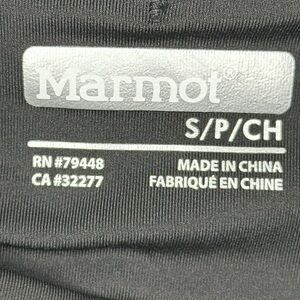 Marmot®
S/P/CH
RN #79448
CA #32277
MADE IN CHINA
FABRIQUÉ EN CHINE